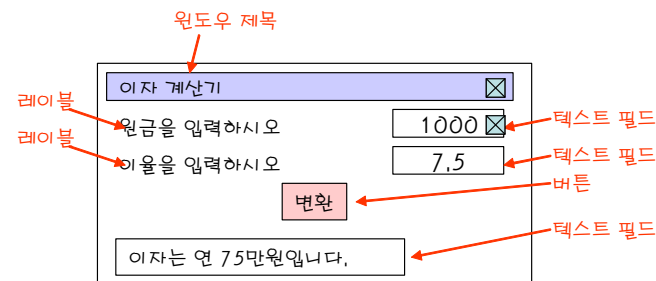 윈도우 제목
이자 계산기
레이블
원금을 입력하시오
1000
텍스트 필드
레이블
이율을 입력하시오
7.5
텍스트 필드
변환
버튼
이자는 연 75만원입니다.
텍스트 필드